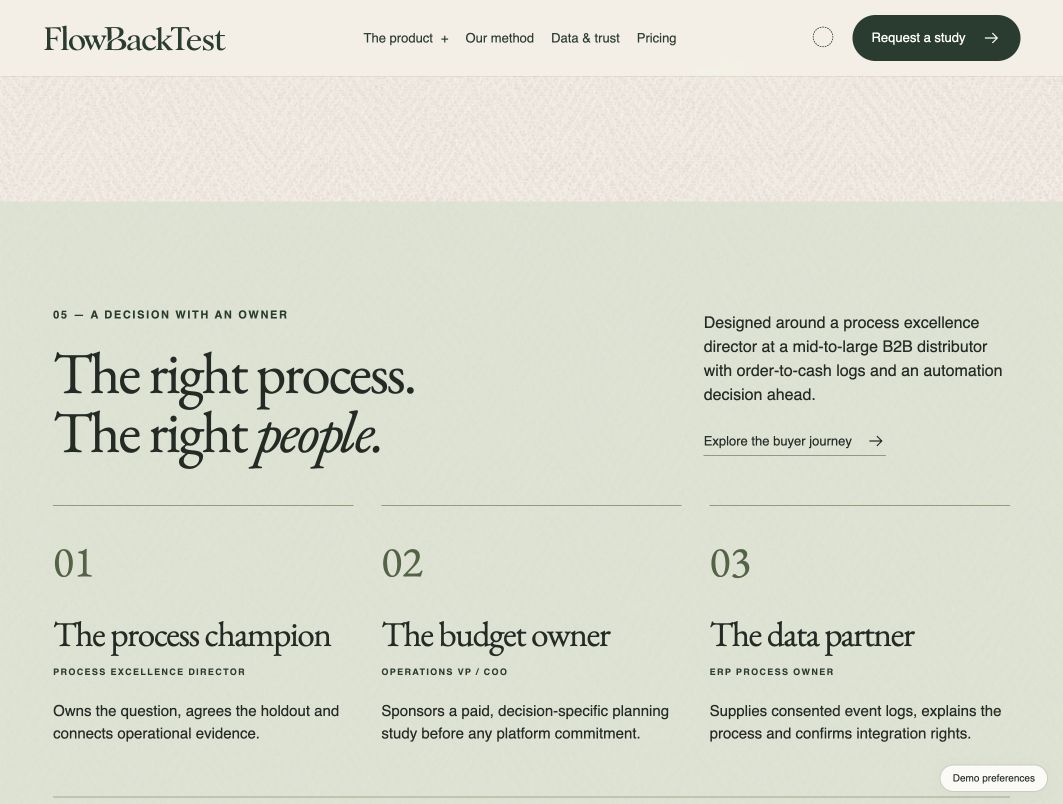 FlowBackTest
The product +
Our method
Data & trust
Pricing
Request a study →
05 — A DECISION WITH AN OWNER
The right process.
The right people.
Designed around a process excellence
director at a mid-to-large B2B distributor
with order-to-cash logs and an automation
decision ahead.
Explore the buyer journey →
01
The process champion
PROCESS EXCELLENCE DIRECTOR
Owns the question, agrees the holdout and
connects operational evidence.
02
The budget owner
OPERATIONS VP / COO
Sponsors a paid, decision-specific planning
study before any platform commitment.
03
The data partner
ERP PROCESS OWNER
Supplies consented event logs, explains the
process and confirms integration rights.
Demo preferences